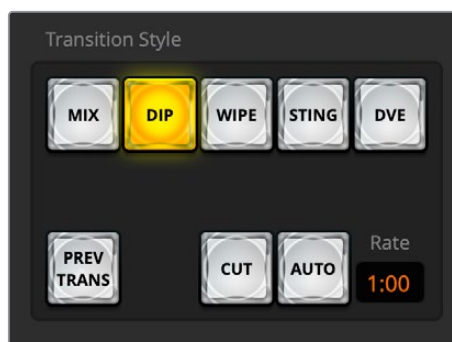 Transition Style
MIX
DIP
WIPE
STING
DVE
PREV
TRANS
CUT
AUTO
Rate
1:00